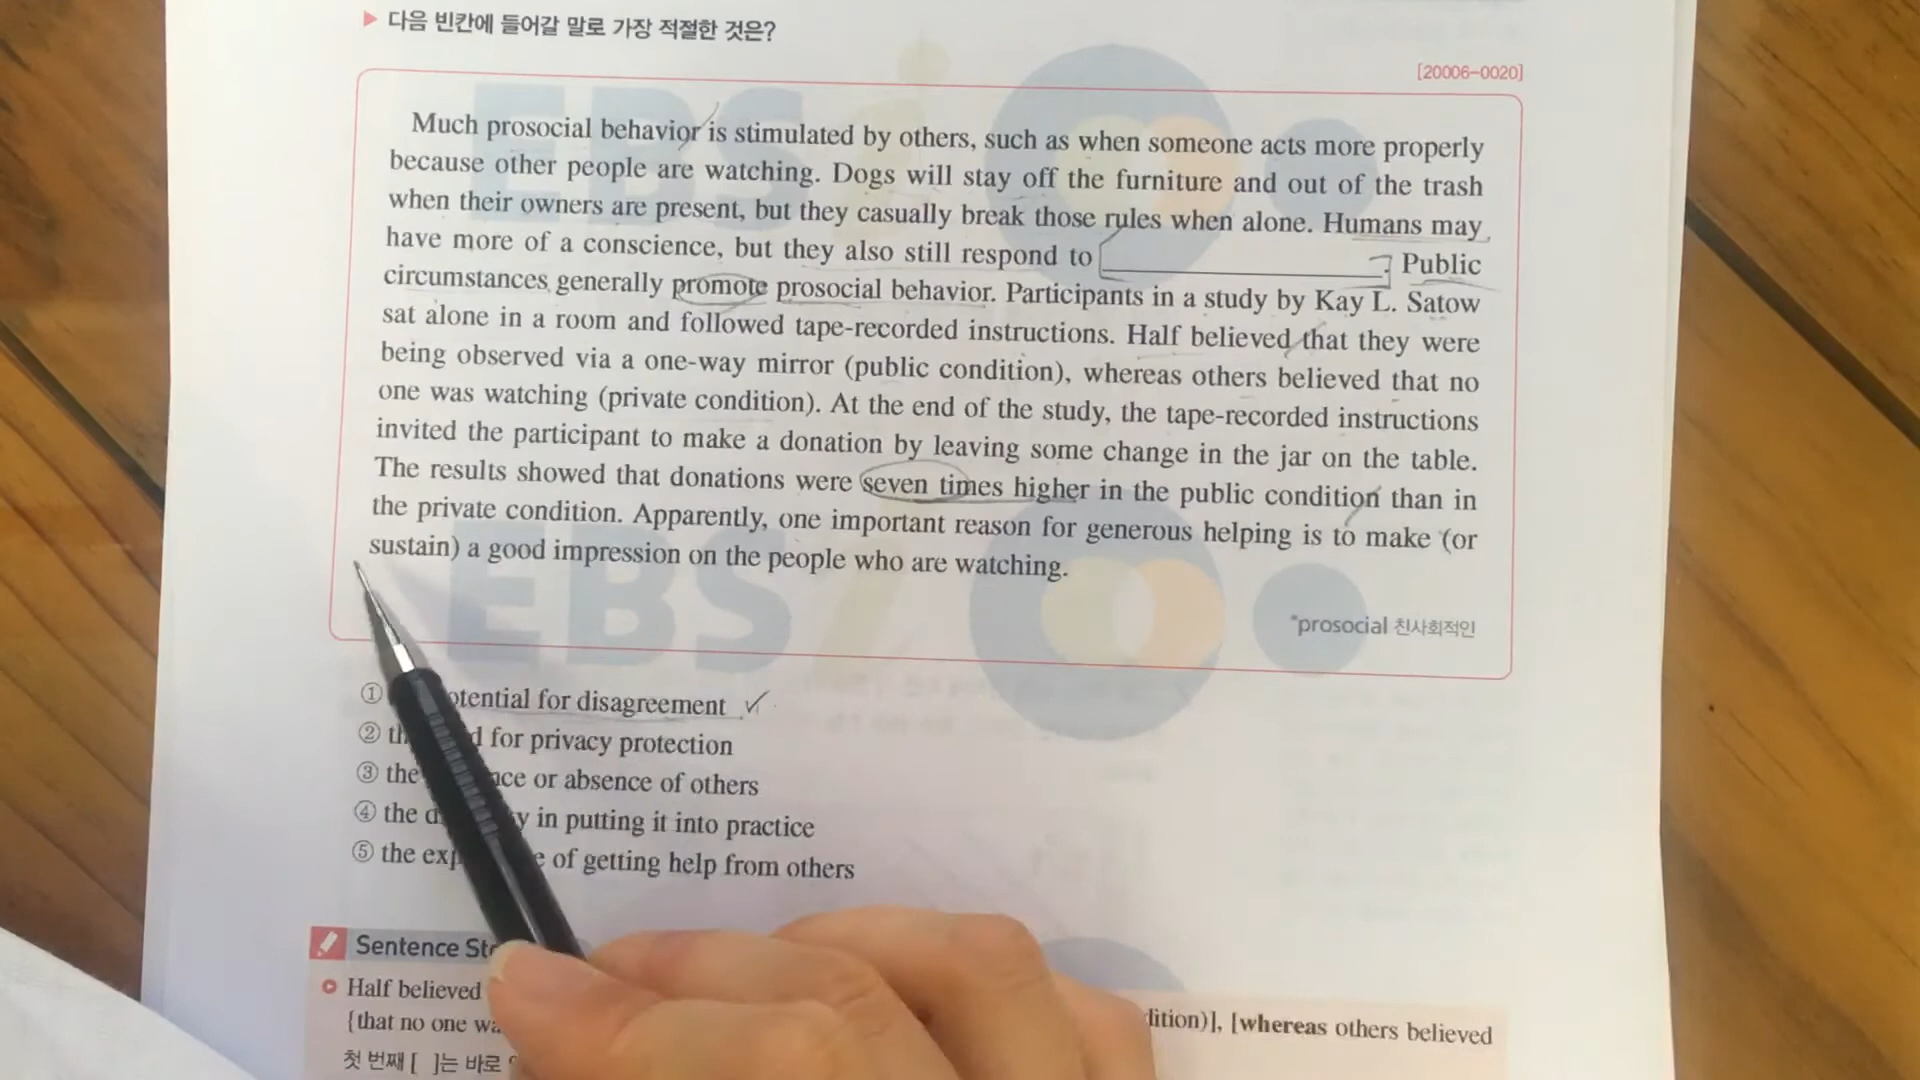 ▶ 다음 빈칸에 들어갈 말로 가장 적절한 것은?
[20006-0020]
Much prosocial behavior is stimulated by others, such as when someone acts more properly
because other people are watching. Dogs will stay off the furniture and out of the trash
when their owners are present, but they casually break those rules when alone. Humans may
have more of a conscience, but they also still respond to ____________________. Public
circumstances generally promote prosocial behavior. Participants in a study by Kay L. Satow
sat alone in a room and followed tape-recorded instructions. Half believed that they were
being observed via a one-way mirror (public condition), whereas others believed that no
one was watching (private condition). At the end of the study, the tape-recorded instructions
invited the participant to make a donation by leaving some change in the jar on the table.
The results showed that donations were seven times higher in the public condition than in
the private condition. Apparently, one important reason for generous helping is to make (or
sustain) a good impression on the people who are watching.
*prosocial 친사회적인
① for disagreement
② for privacy protection
③ the or absence of others
④ the in putting it into practice
⑤ the of getting help from others
Sentence
Half believed
{that no one dition)], [whereas others believed
첫 번째 [ ]는 바로
EBSi
EBSi